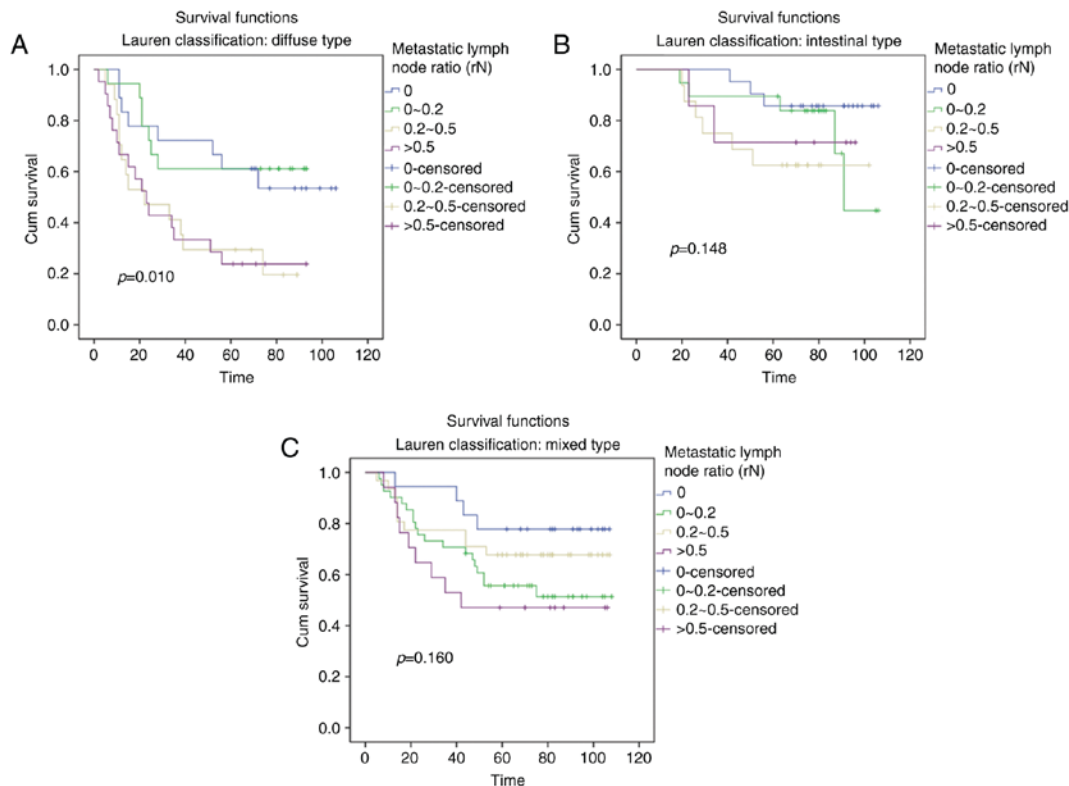 A
Survival functions
Lauren classification: diffuse type
Metastatic lymph
node ratio (rN)
0
0~0.2
0.2~0.5
>0.5
0-censored
0~0.2-censored
0.2~0.5-censored
>0.5-censored
Cum survival
1.0
0.8
0.6
0.4
0.2
0.0
p=0.010
0 20 40 60 80 100 120
Time
B
Survival functions
Lauren classification: intestinal type
Metastatic lymph
node ratio (rN)
0
0~0.2
0.2~0.5
>0.5
0-censored
0~0.2-censored
0.2~0.5-censored
>0.5-censored
Cum survival
1.0
0.8
0.6
0.4
0.2
0.0
p=0.148
0 20 40 60 80 100 120
Time
C
Survival functions
Lauren classification: mixed type
Metastatic lymph
node ratio (rN)
0
0~0.2
0.2~0.5
>0.5
0-censored
0~0.2-censored
0.2~0.5-censored
>0.5-censored
Cum survival
1.0
0.8
0.6
0.4
0.2
0.0
p=0.160
0 20 40 60 80 100 120
Time